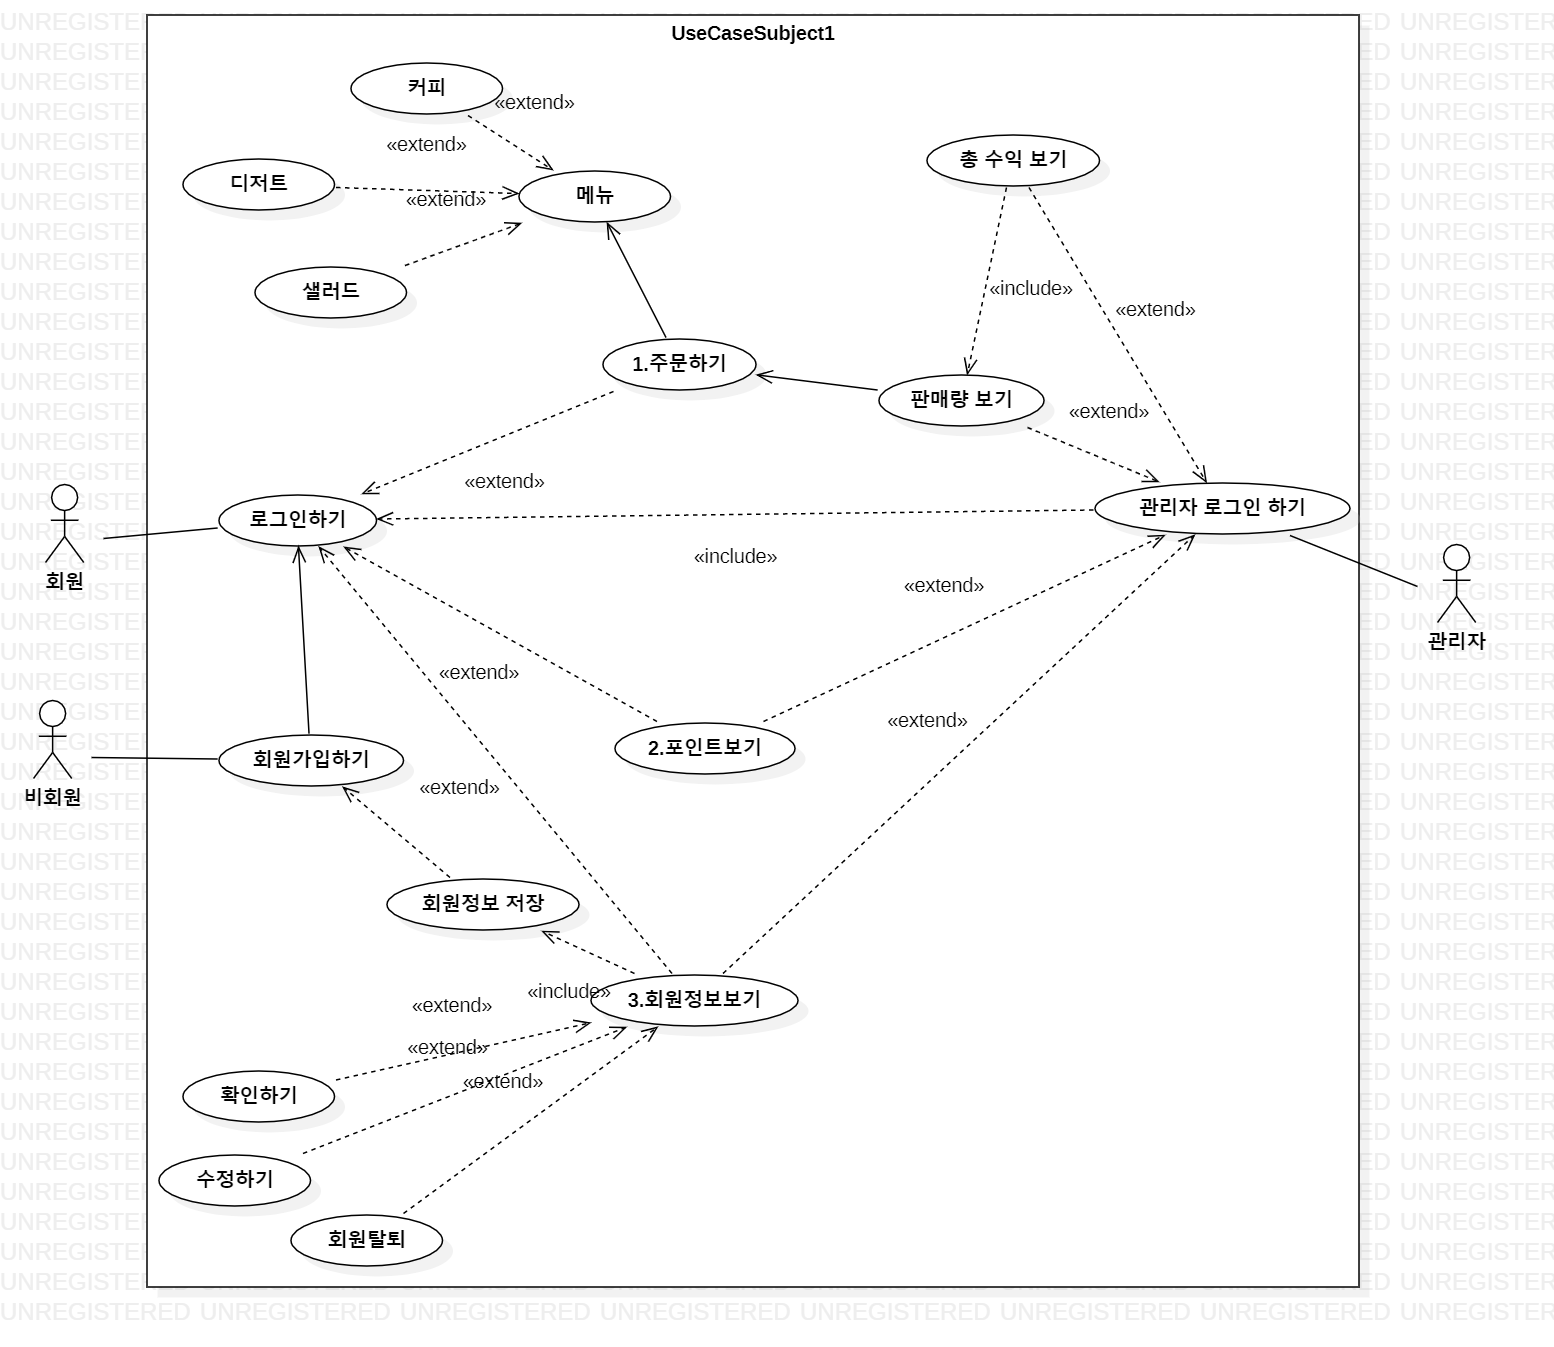 UseCaseSubject1
커피
«extend»
«extend»
디저트
«extend»
메뉴
총 수익 보기
샐러드
«include»
«extend»
1.주문하기
판매량 보기
«extend»
«extend»
로그인하기
관리자 로그인 하기
회원
«include»
«extend»
관리자
«extend»
«extend»
2.포인트보기
회원가입하기
비회원
«extend»
회원정보 저장
«include»
3.회원정보보기
«extend»
«extend»
«extend»
확인하기
수정하기
회원탈퇴
UNREGISTERED UNREGISTERED UNREGISTERED UNREGISTERED UNREGISTERED UNREGISTERED UNREGISTERED UNREGISTERED